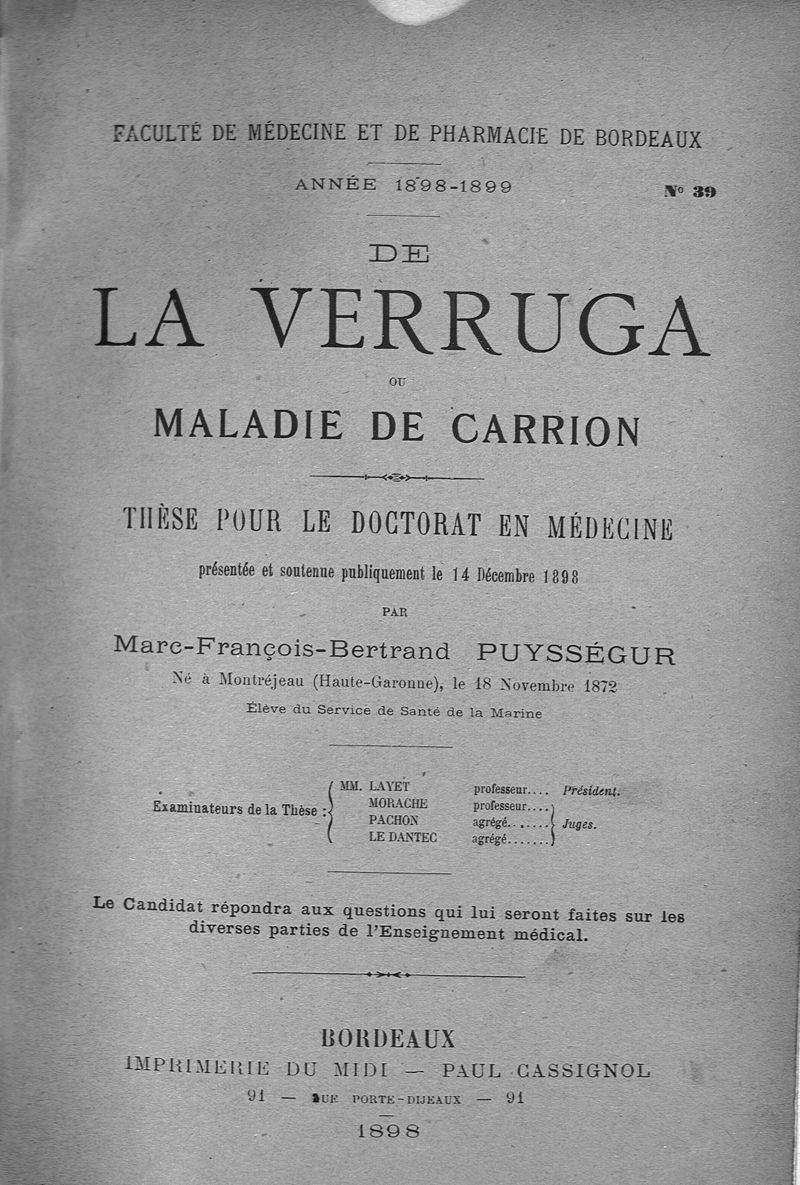 FACULTÉ DE MÉDECINE ET DE PHARMACIE DE BORDEAUX
ANNÉE 1898-1899
No 39
DE
LA VERRUGA
OU
MALADIE DE CARRION
THÈSE POUR LE DOCTORAT EN MÉDECINE
présentée et soutenue publiquement le 14 Décembre 1898
PAR
Marc-François-Bertrand PUYSSÉGUR
Né à Montréjeau (Haute-Garonne), le 18 Novembre 1872
Élève du Service de Santé de la Marine
Examinateurs de la Thèse :
MM. LAYET professeur.... Président.
MORACHE professeur....
PACHON agrégé....... Juges.
LE DANTEC agrégé.......
Le Candidat répondra aux questions qui lui seront faites sur les
diverses parties de l'Enseignement médical.
BORDEAUX
IMPRIMERIE DU MIDI — PAUL CASSIGNOL
91 — RUE PORTE-DIJEAUX — 91
1898